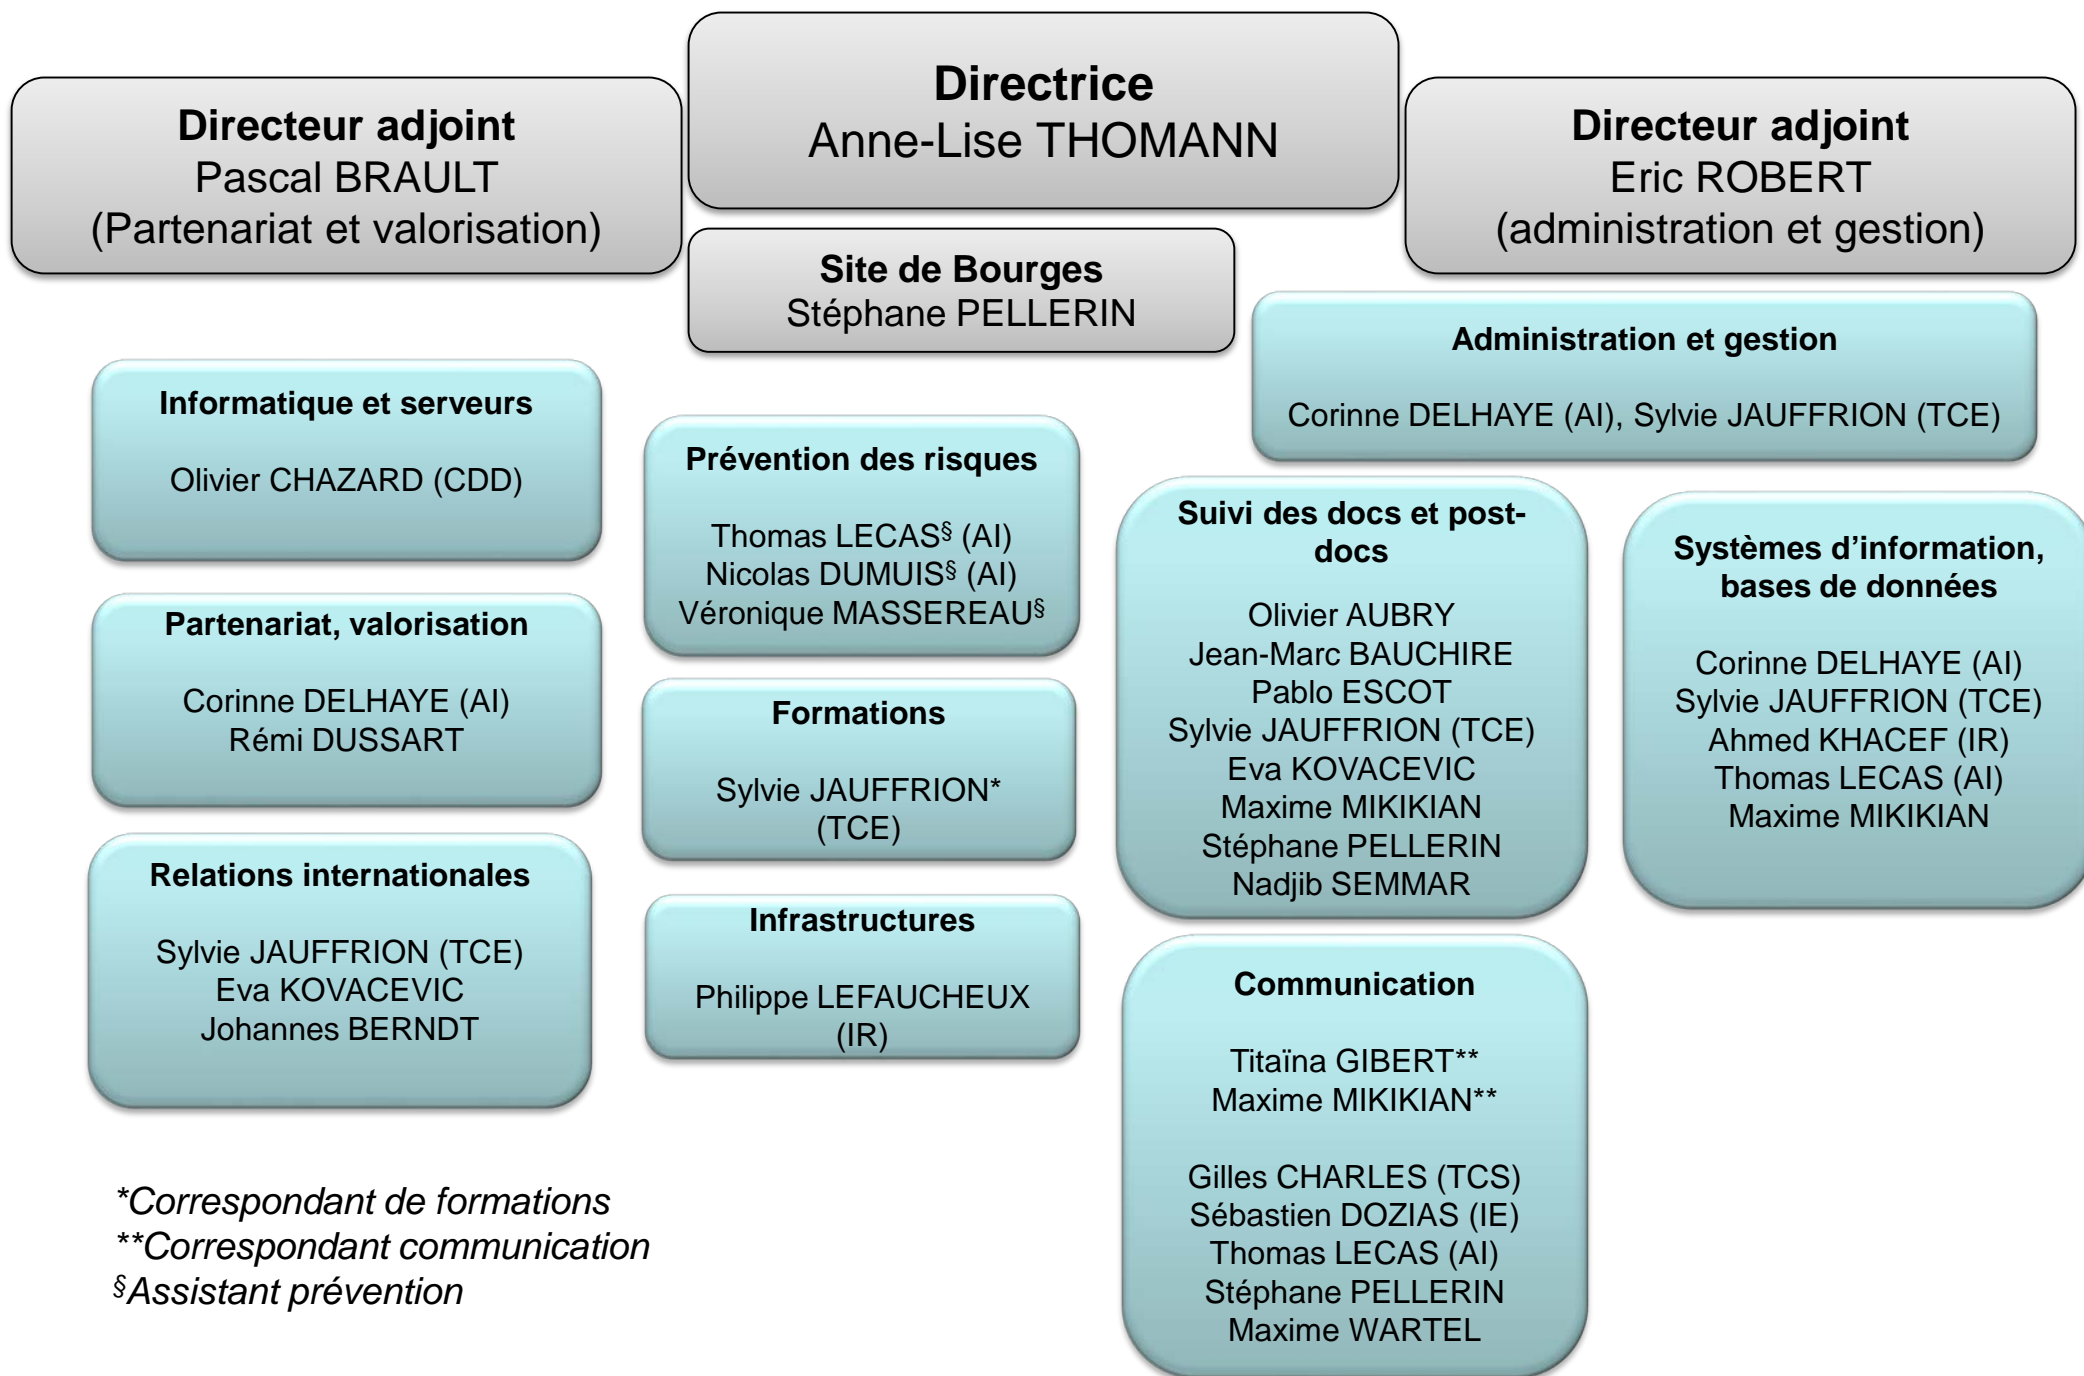 Directrice
Anne-Lise THOMANN
Directeur adjoint
Pascal BRAULT
(Partenariat et valorisation)
Directeur adjoint
Eric ROBERT
(administration et gestion)
Site de Bourges
Stéphane PELLERIN
Administration et gestion
Corinne DELHAYE (AI), Sylvie JAUFFRION (TCE)
Informatique et serveurs
Olivier CHAZARD (CDD)
Partenariat, valorisation
Corinne DELHAYE (AI)
Rémi DUSSART
Relations internationales
Sylvie JAUFFRION (TCE)
Eva KOVACEVIC
Johannes BERNDT
Prévention des risques
Thomas LECAS§ (AI)
Nicolas DUMUIS§ (AI)
Véronique MASSEREAU§
Formations
Sylvie JAUFFRION*
(TCE)
Infrastructures
Philippe LEFAUCHEUX
(IR)
Suivi des docs et post-
docs
Olivier AUBRY
Jean-Marc BAUCHIRE
Pablo ESCOT
Sylvie JAUFFRION (TCE)
Eva KOVACEVIC
Maxime MIKIKIAN
Stéphane PELLERIN
Nadjib SEMMAR
Systèmes d’information,
bases de données
Corinne DELHAYE (AI)
Sylvie JAUFFRION (TCE)
Ahmed KHACEF (IR)
Thomas LECAS (AI)
Maxime MIKIKIAN
Communication
Titaïna GIBERT**
Maxime MIKIKIAN**
Gilles CHARLES (TCS)
Sébastien DOZIAS (IE)
Thomas LECAS (AI)
Stéphane PELLERIN
Maxime WARTEL
*Correspondant de formations
**Correspondant communication
§Assistant prévention